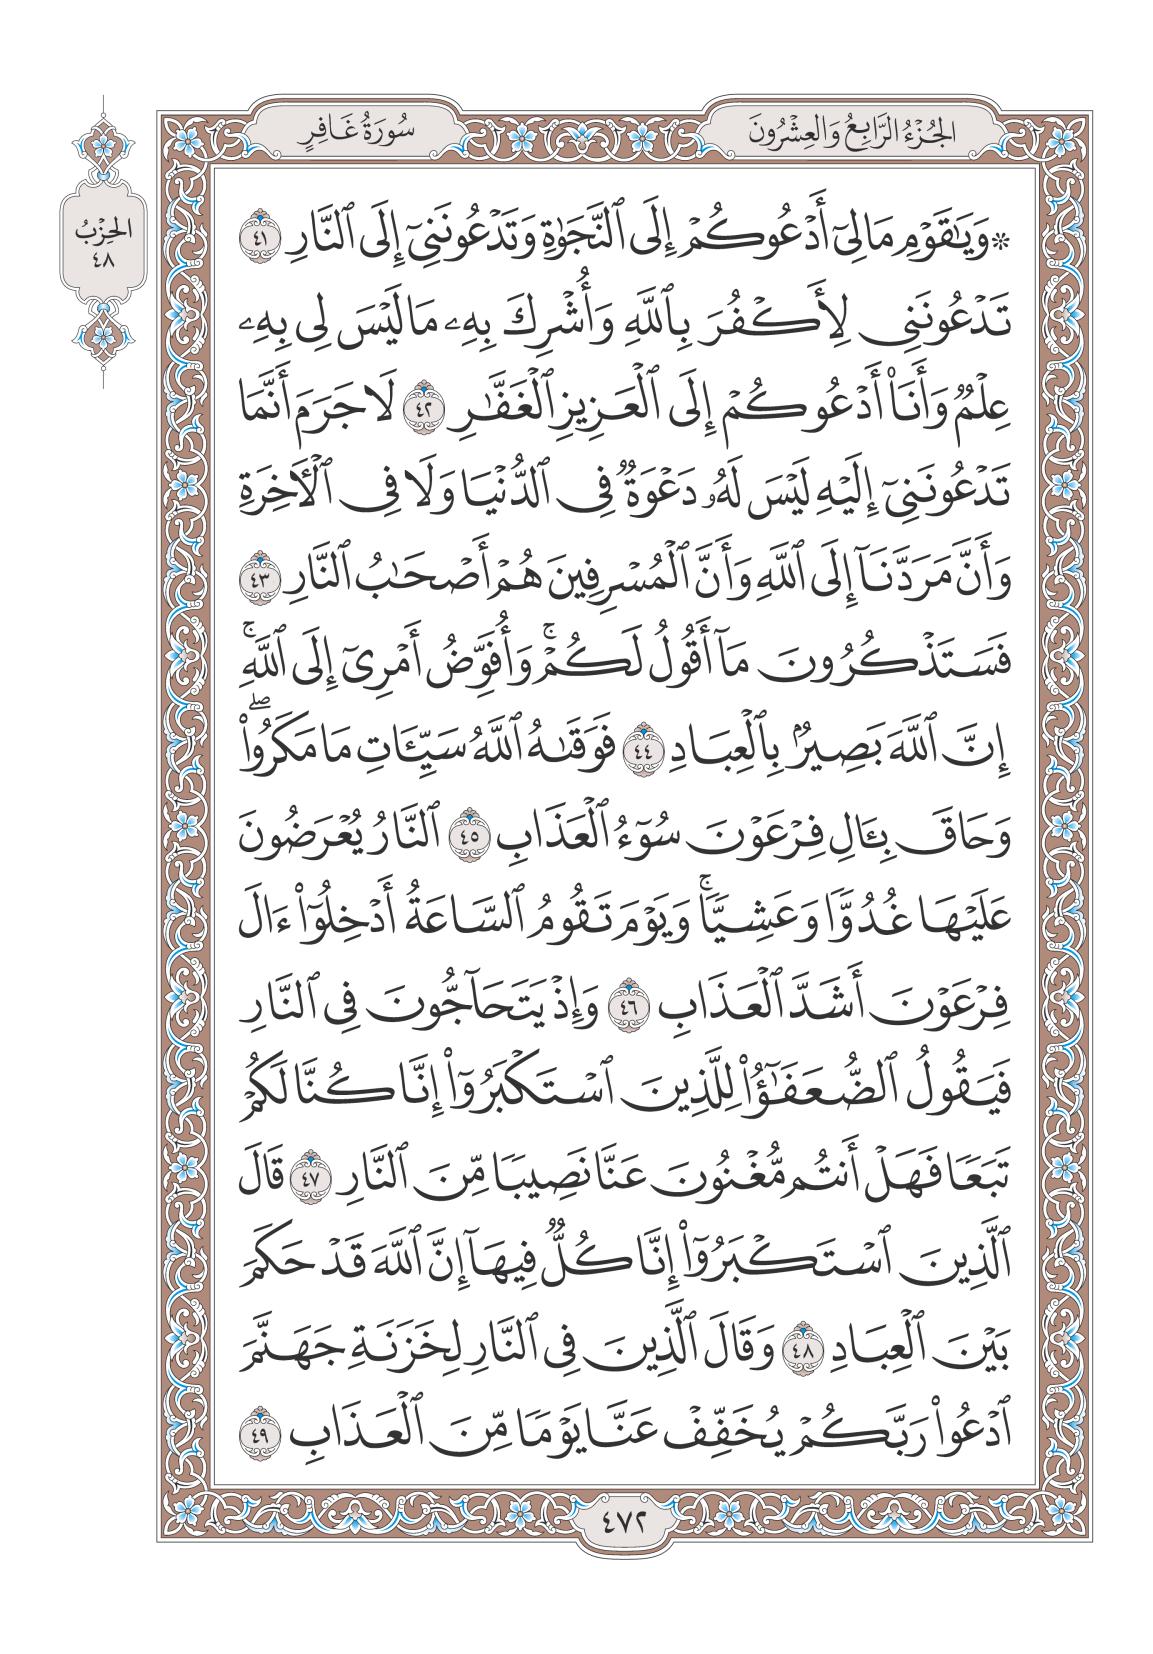 الجُزْءُ الرَّابِعُ وَالعِشْرُونَ
سُورَةُ غَافِرٍ
الحِزْبُ
٤٨
۞ وَيَٰقَوْمِ مَا لِىٓ أَدْعُوكُمْ إِلَى ٱلنَّجَوٰةِ وَتَدْعُونَنِىٓ إِلَى ٱلنَّارِ ٤١
تَدْعُونَنِى لِأَكْفُرَ بِٱللَّهِ وَأُشْرِكَ بِهِۦ مَا لَيْسَ لِى بِهِۦ
عِلْمٌ وَأَنَا۠ أَدْعُوكُمْ إِلَى ٱلْعَزِيزِ ٱلْغَفَّٰرِ ٤٢ لَا جَرَمَ أَنَّمَا
تَدْعُونَنِىٓ إِلَيْهِ لَيْسَ لَهُۥ دَعْوَةٌ فِى ٱلدُّنْيَا وَلَا فِى ٱلْأَخِرَةِ
وَأَنَّ مَرَدَّنَآ إِلَى ٱللَّهِ وَأَنَّ ٱلْمُسْرِفِينَ هُمْ أَصْحَٰبُ ٱلنَّارِ ٤٣
فَسَتَذْكُرُونَ مَآ أَقُولُ لَكُمْ ۚ وَأُفَوِّضُ أَمْرِىٓ إِلَى ٱللَّهِ ۚ
إِنَّ ٱللَّهَ بَصِيرٌۢ بِٱلْعِبَادِ ٤٤ فَوَقَىٰهُ ٱللَّهُ سَيِّـَٔاتِ مَا مَكَرُوا۟ ۖ
وَحَاقَ بِـَٔالِ فِرْعَوْنَ سُوٓءُ ٱلْعَذَابِ ٤٥ ٱلنَّارُ يُعْرَضُونَ
عَلَيْهَا غُدُوًّا وَعَشِيًّا ۚ وَيَوْمَ تَقُومُ ٱلسَّاعَةُ أَدْخِلُوٓا۟ ءَالَ
فِرْعَوْنَ أَشَدَّ ٱلْعَذَابِ ٤٦ وَإِذْ يَتَحَآجُّونَ فِى ٱلنَّارِ
فَيَقُولُ ٱلضُّعَفَٰٓؤُا۟ لِلَّذِينَ ٱسْتَكْبَرُوٓا۟ إِنَّا كُنَّا لَكُمْ
تَبَعًا فَهَلْ أَنتُم مُّغْنُونَ عَنَّا نَصِيبًا مِّنَ ٱلنَّارِ ٤٧ قَالَ
ٱلَّذِينَ ٱسْتَكْبَرُوٓا۟ إِنَّا كُلٌّ فِيهَآ إِنَّ ٱللَّهَ قَدْ حَكَمَ
بَيْنَ ٱلْعِبَادِ ٤٨ وَقَالَ ٱلَّذِينَ فِى ٱلنَّارِ لِخَزَنَةِ جَهَنَّمَ
ٱدْعُوا۟ رَبَّكُمْ يُخَفِّفْ عَنَّا يَوْمًا مِّنَ ٱلْعَذَابِ ٤٩
٤٧٢